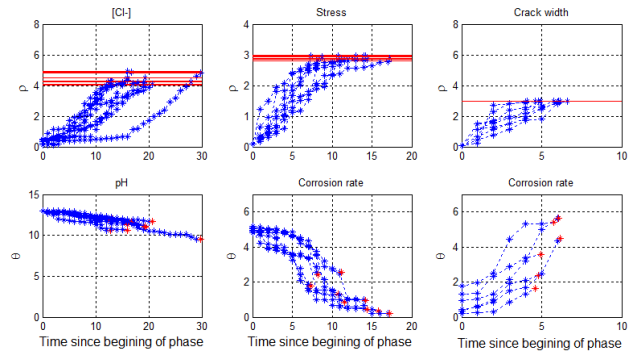 [Cl-] Stress Crack width
8 4 8
6 3 6
ρ 4 ρ 2 ρ 4
2 1 2
0 0 0
0 10 20 30 0 5 10 15 20 0 5 10
pH Corrosion rate Corrosion rate
15 6 6
10 4 4
θ θ θ
5 2 2
0 0 0
0 10 20 30 0 5 10 15 20 0 5 10
Time since begining of phase Time since begining of phase Time since begining of phase